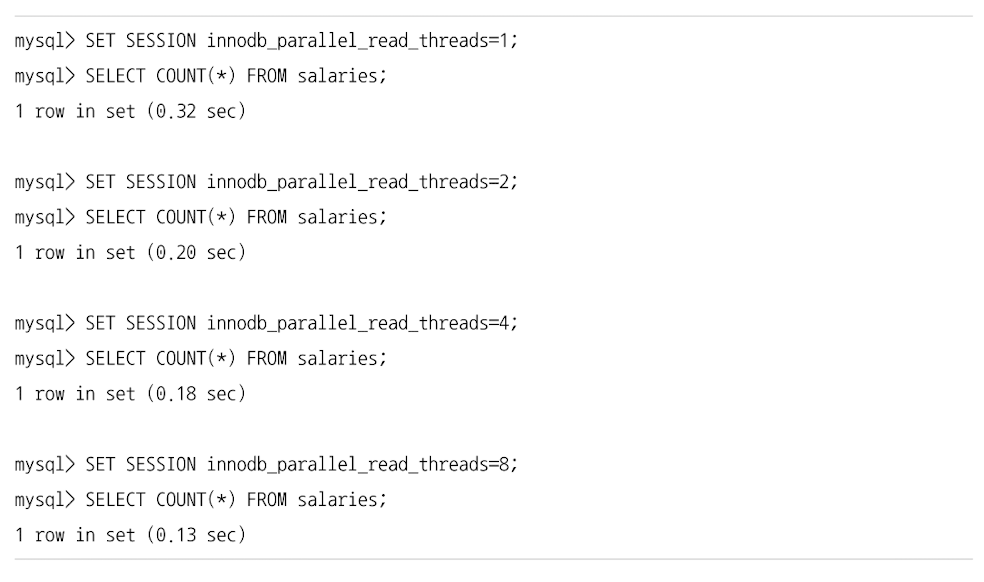 mysql> SET SESSION innodb_parallel_read_threads=1;
mysql> SELECT COUNT(*) FROM salaries;
1 row in set (0.32 sec)
mysql> SET SESSION innodb_parallel_read_threads=2;
mysql> SELECT COUNT(*) FROM salaries;
1 row in set (0.20 sec)
mysql> SET SESSION innodb_parallel_read_threads=4;
mysql> SELECT COUNT(*) FROM salaries;
1 row in set (0.18 sec)
mysql> SET SESSION innodb_parallel_read_threads=8;
mysql> SELECT COUNT(*) FROM salaries;
1 row in set (0.13 sec)